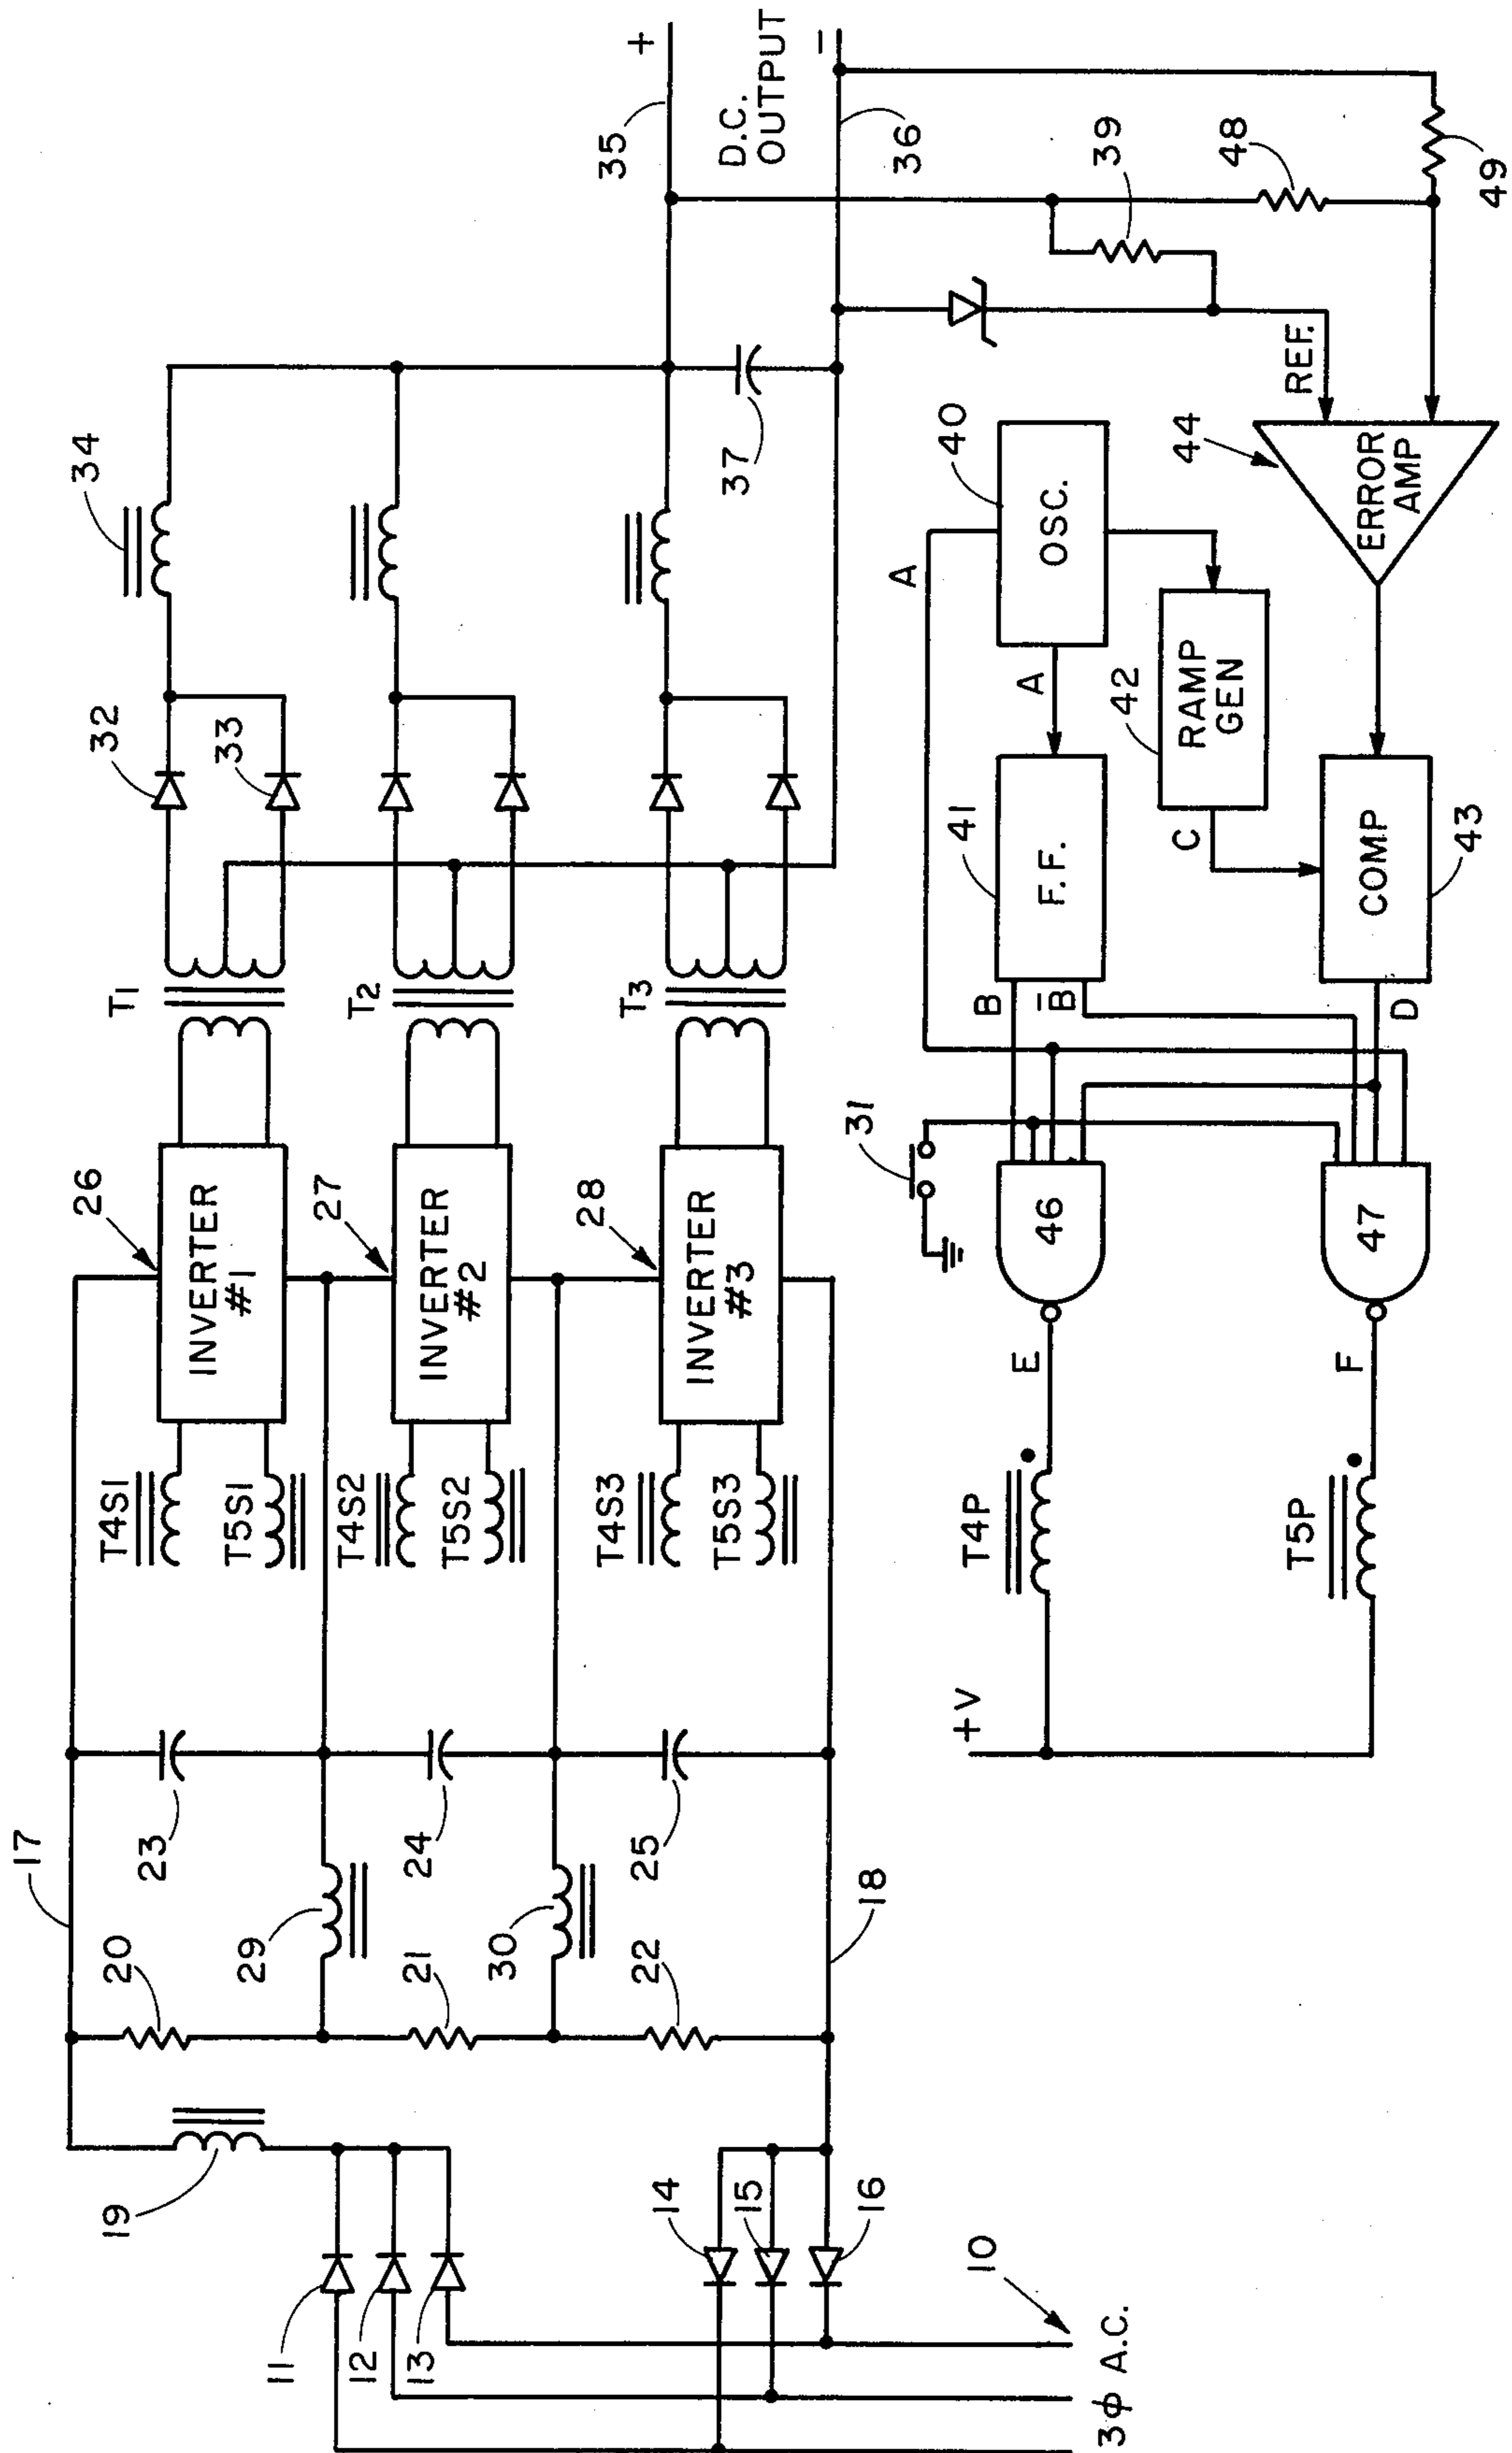 3ϕ A.C.
10
11
12
13
14
15
16
19
17
18
20
21
22
29
30
23
24
25
T4S1
T5S1
T4S2
T5S2
T4S3
T5S3
26
INVERTER
#1
27
INVERTER
#2
28
INVERTER
#3
T1
T2
T3
32
33
34
37
35
+
D.C.
OUTPUT
−
36
39
48
49
REF.
44
ERROR
AMP
40
OSC.
A
A
42
RAMP
GEN
C
41
F.F.
B
B̄
COMP
43
D
31
46
47
E
F
T4P
T5P
+V